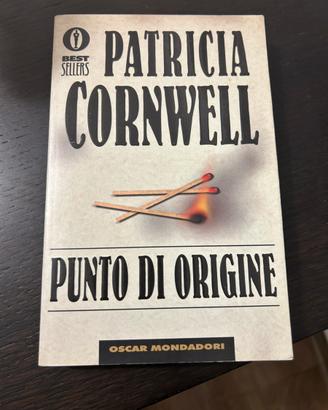 PATRICIA
BEST
SELLERS
CORNWELL
PUNTO DI ORIGINE
OSCAR MONDADORI